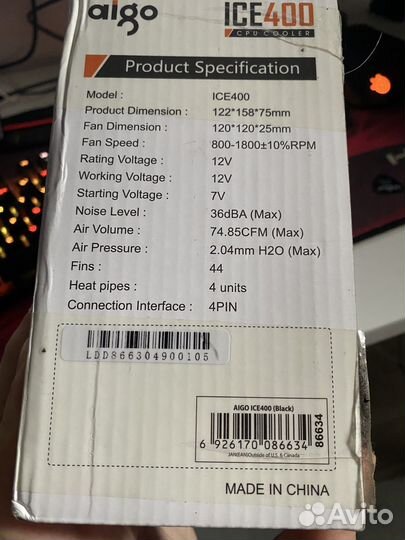 aigo
ICE400
CPU COOLER
Product Specification
Model : ICE400
Product Dimension : 122*158*75mm
Fan Dimension : 120*120*25mm
Fan Speed : 800-1800±10%RPM
Rating Voltage : 12V
Working Voltage : 12V
Starting Voltage : 7V
Noise Level : 36dBA (Max)
Air Volume : 74.85CFM (Max)
Air Pressure : 2.04mm H2O (Max)
Fins : 44
Heat pipes : 4 units
Connection Interface : 4PIN
LDD866304900105
AIGO ICE400 (Black)
6 926170 086634
86634
JAN(EAN)Outside of U.S. & Canada
MADE IN CHINA
Avito